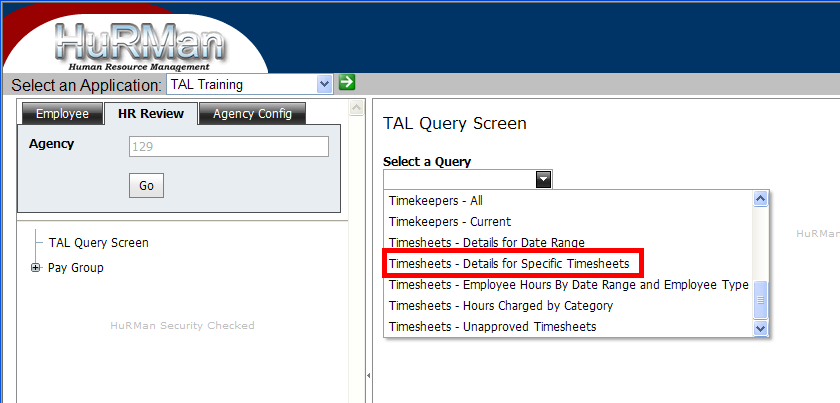 HuRMan
Human Resource Management
Select an Application: TAL Training
Employee HR Review Agency Config
Agency 129
Go
TAL Query Screen
Pay Group
HuRMan Security Checked
TAL Query Screen
Select a Query
Timekeepers - All
Timekeepers - Current
Timesheets - Details for Date Range
Timesheets - Details for Specific Timesheets
Timesheets - Employee Hours By Date Range and Employee Type
Timesheets - Hours Charged by Category
Timesheets - Unapproved Timesheets
HuRMa